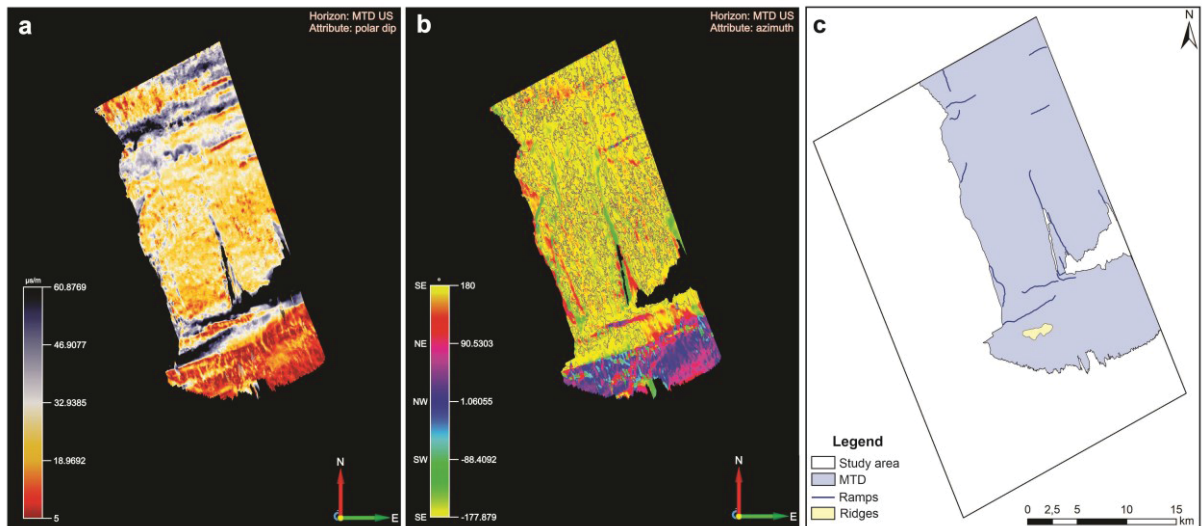 a
Horizon: MTD US
Attribute: polar dip
µs/m
60.8769
46.9077
32.9385
18.9692
5
N
E
b
Horizon: MTD US
Attribute: azimuth
°
SE 180
NE 90.5303
NW 1.06055
SW -88.4092
SE -177.879
N
E
c
N
Legend
Study area
MTD
Ramps
Ridges
0 2,5 5 10 15
km